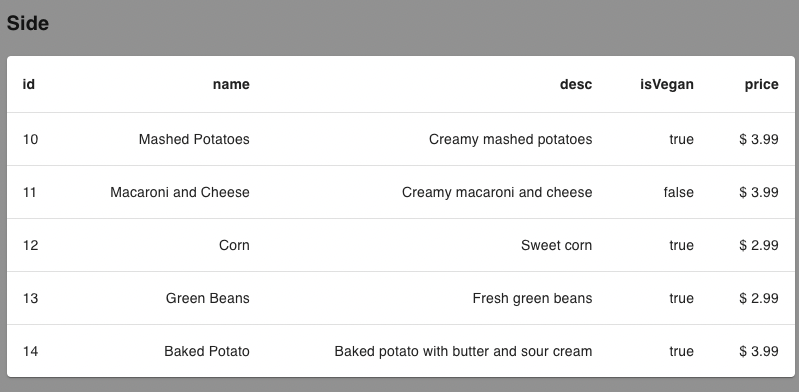 Side
id name desc isVegan price
10 Mashed Potatoes Creamy mashed potatoes true $ 3.99
11 Macaroni and Cheese Creamy macaroni and cheese false $ 3.99
12 Corn Sweet corn true $ 2.99
13 Green Beans Fresh green beans true $ 2.99
14 Baked Potato Baked potato with butter and sour cream true $ 3.99